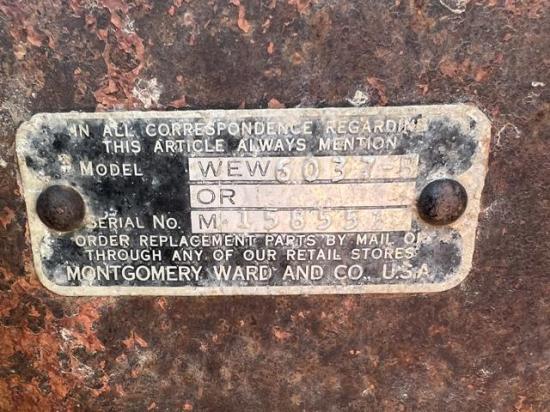 IN ALL CORRESPONDENCE REGARDING
THIS ARTICLE ALWAYS MENTION
MODEL WEW
OR
SERIAL NO. M
ORDER REPLACEMENT PARTS BY MAIL OR
THROUGH ANY OF OUR RETAIL STORES
MONTGOMERY WARD AND CO., U.S.A.